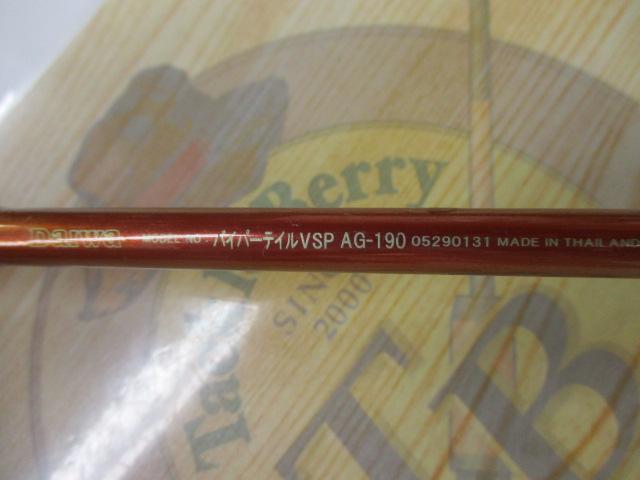 Daiwa MODEL NO. バイパーテイルVSP AG-190 05290131 MADE IN THAILAND
Tackle Berry
SINCE
2000
TB